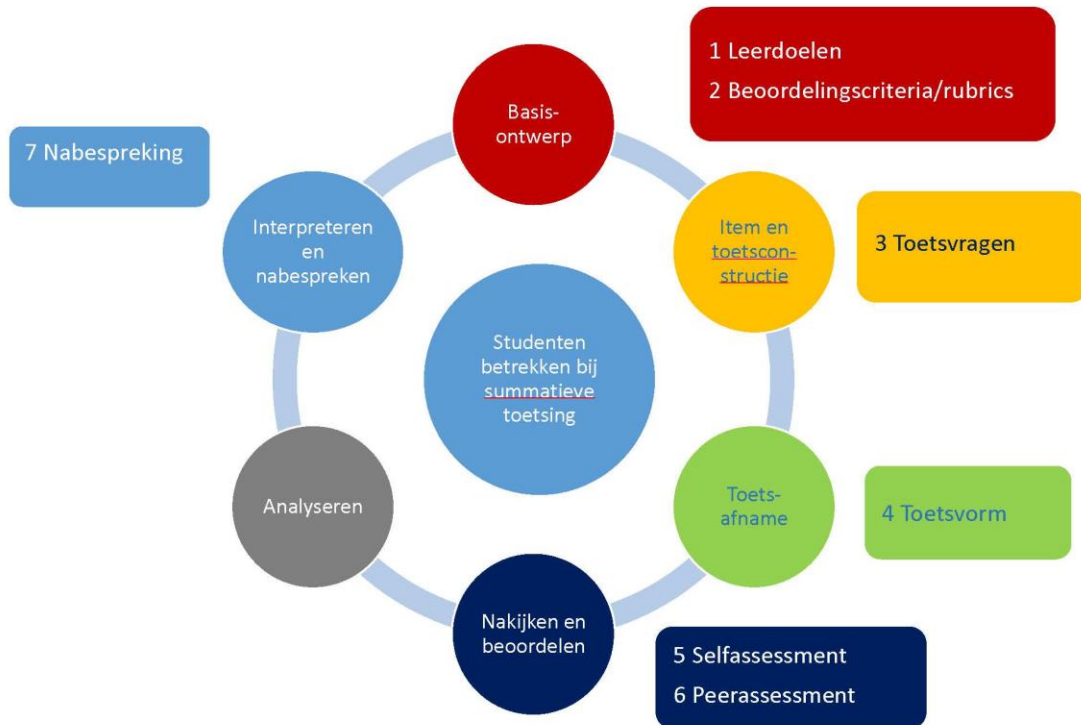 1 Leerdoelen
2 Beoordelingscriteria/rubrics
Basis-
ontwerp
7 Nabespreking
Interpreteren
en
nabespreken
Item en
toetscon-
structie
3 Toetsvragen
Studenten
betrekken bij
summatieve
toetsing
Analyseren
Toets-
afname
4 Toetsvorm
Nakijken en
beoordelen
5 Selfassessment
6 Peerassessment